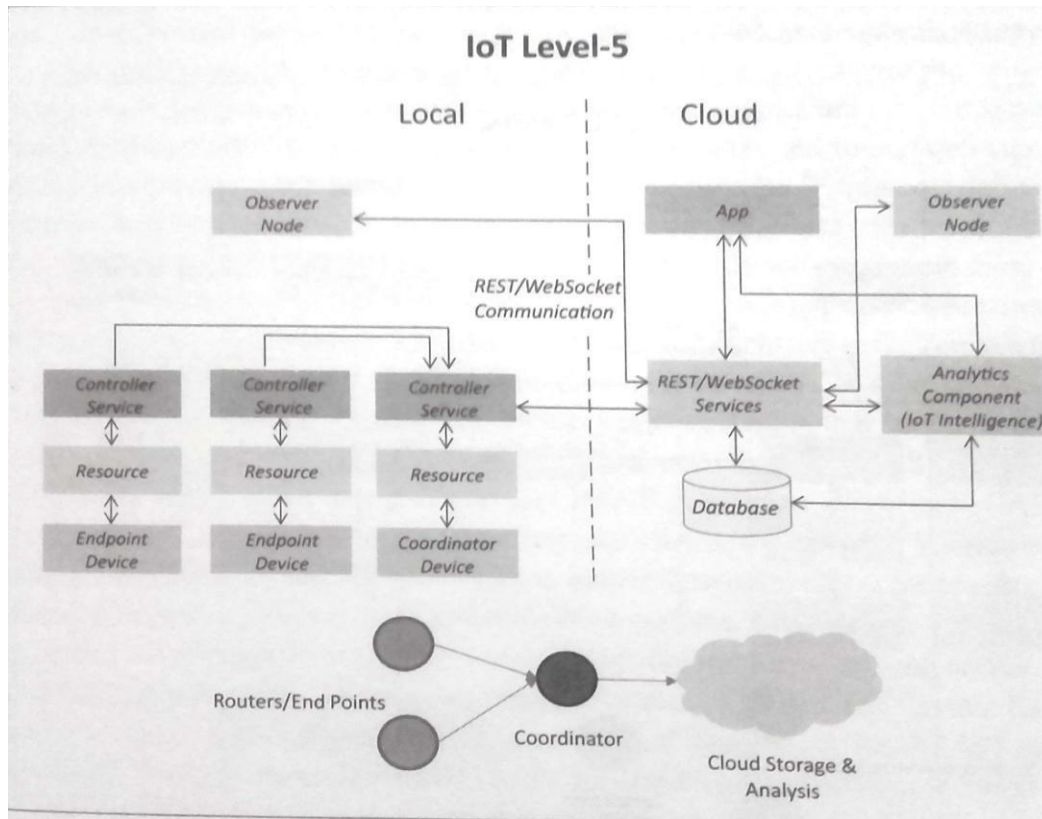 IoT Level-5
Local
Cloud
Observer
Node
App
Observer
Node
REST/WebSocket
Communication
Controller
Service
Controller
Service
Controller
Service
REST/WebSocket
Services
Analytics
Component
(IoT Intelligence)
Resource
Resource
Resource
Database
Endpoint
Device
Endpoint
Device
Coordinator
Device
Routers/End Points
Coordinator
Cloud Storage &
Analysis